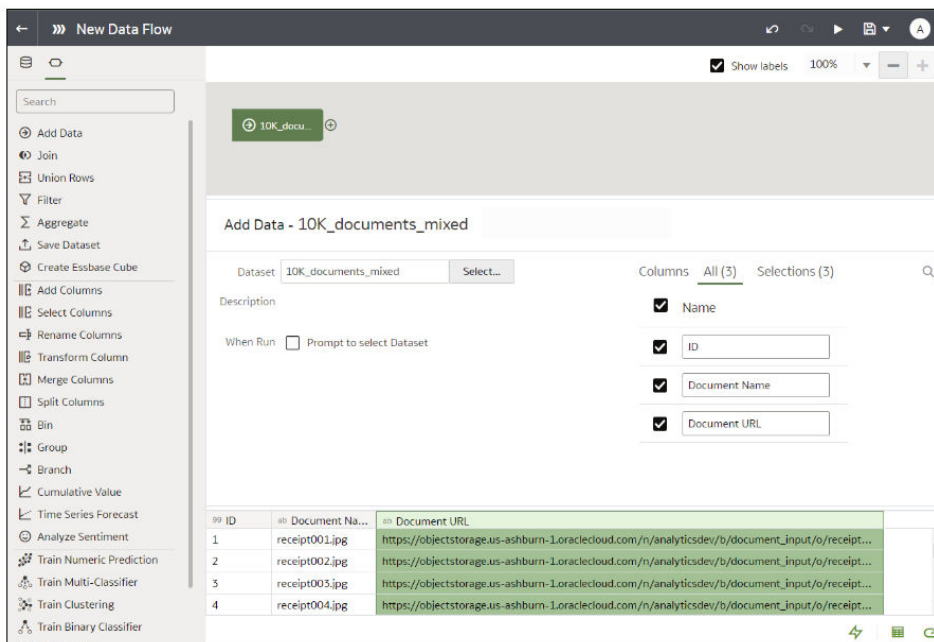 New Data Flow
A
Show labels 100%
Search
Add Data
Join
Union Rows
Filter
Aggregate
Save Dataset
Create Essbase Cube
Add Columns
Select Columns
Rename Columns
Transform Column
Merge Columns
Split Columns
Bin
Group
Branch
Cumulative Value
Time Series Forecast
Analyze Sentiment
Train Numeric Prediction
Train Multi-Classifier
Train Clustering
Train Binary Classifier
10K_docu...
Add Data - 10K_documents_mixed
Dataset 10K_documents_mixed Select...
Description
When Run Prompt to select Dataset
Columns All (3) Selections (3)
Name
ID
Document Name
Document URL
99 ID ab Document Na... ab Document URL
1 receipt001.jpg https://objectstorage.us-ashburn-1.oraclecloud.com/n/analyticsdev/b/document_input/o/receipt...
2 receipt002.jpg https://objectstorage.us-ashburn-1.oraclecloud.com/n/analyticsdev/b/document_input/o/receipt...
3 receipt003.jpg https://objectstorage.us-ashburn-1.oraclecloud.com/n/analyticsdev/b/document_input/o/receipt...
4 receipt004.jpg https://objectstorage.us-ashburn-1.oraclecloud.com/n/analyticsdev/b/document_input/o/receipt...